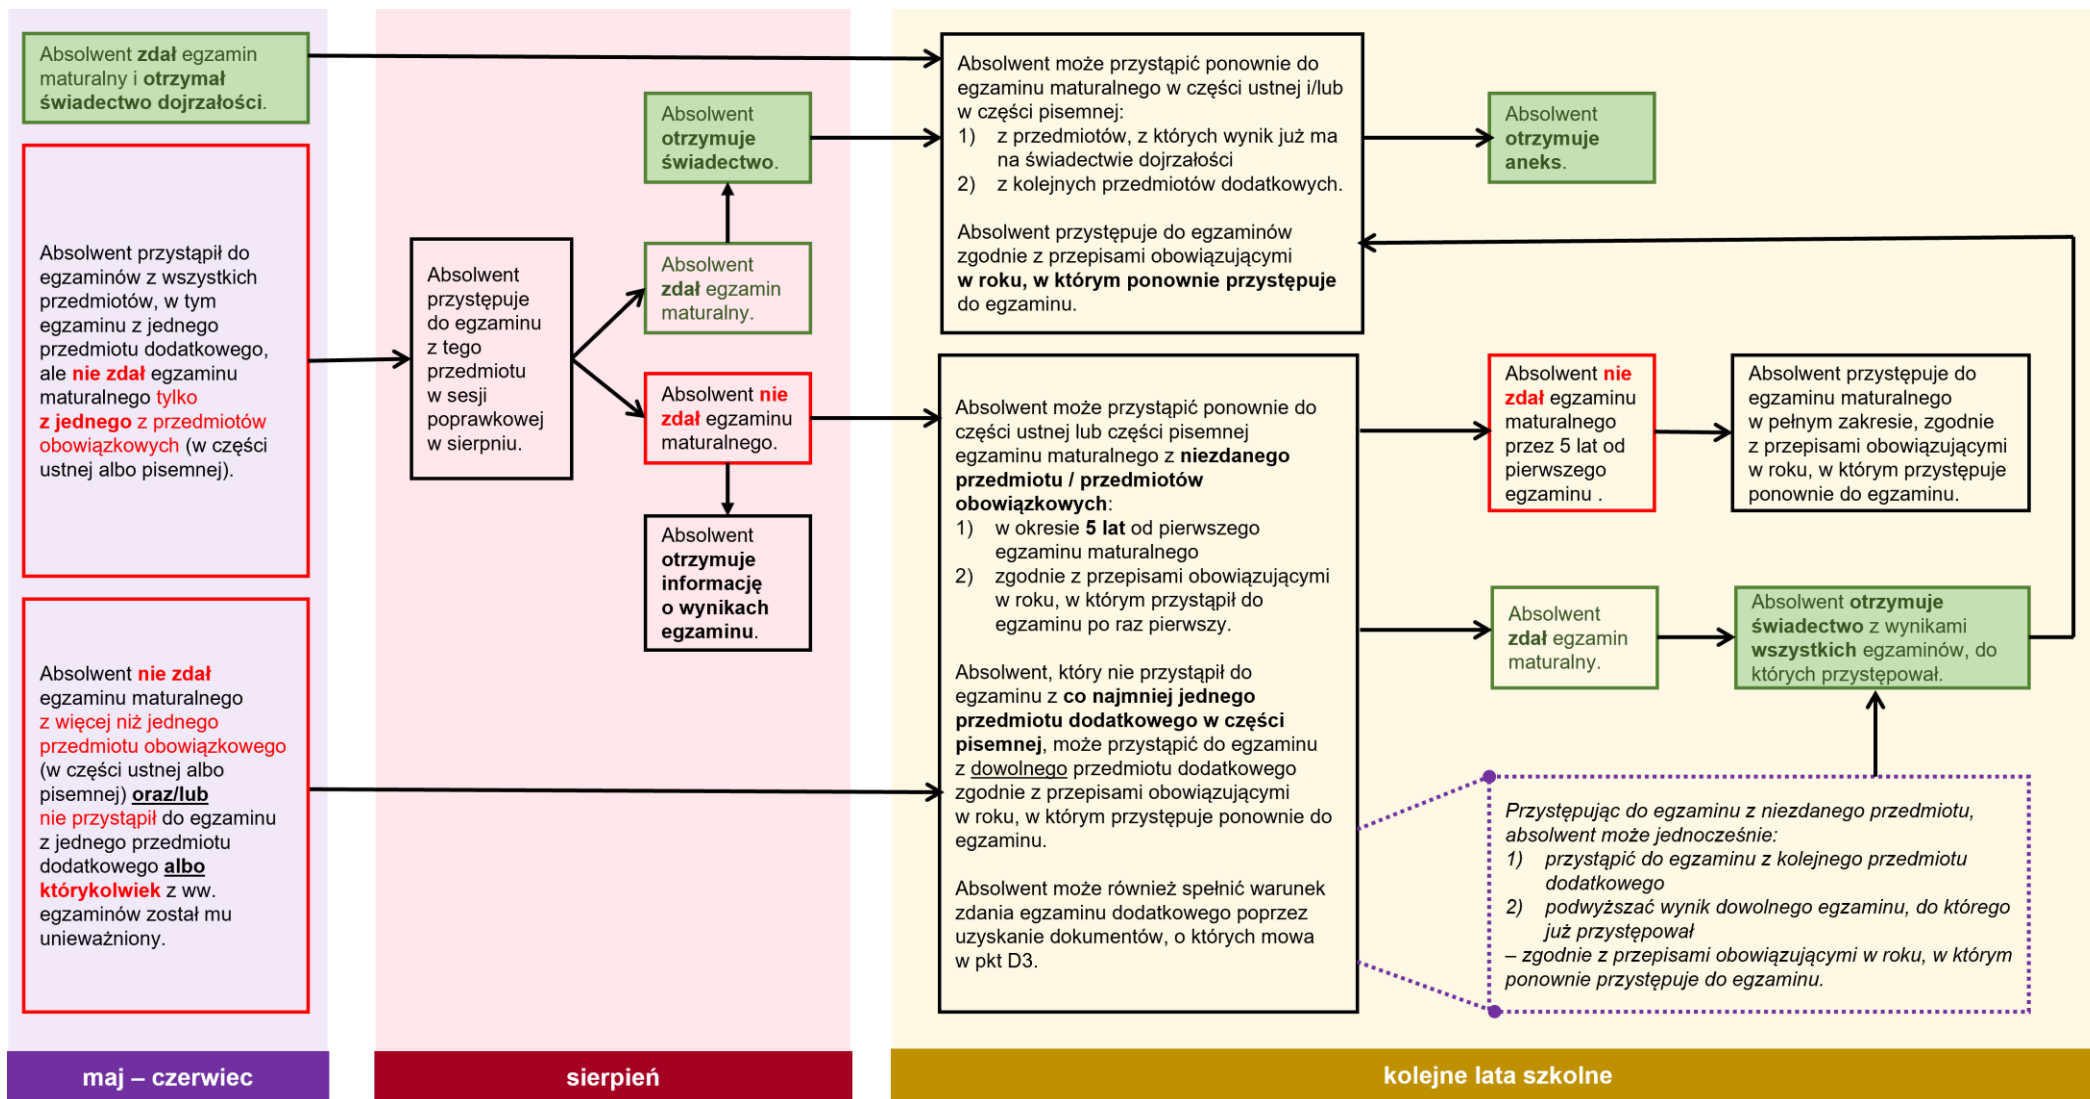 Absolwent zdał egzamin
maturalny i otrzymał
świadectwo dojrzałości.
Absolwent przystąpił do
egzaminów z wszystkich
przedmiotów, w tym
egzaminu z jednego
przedmiotu dodatkowego,
ale nie zdał egzaminu
maturalnego tylko
z jednego z przedmiotów
obowiązkowych (w części
ustnej albo pisemnej).
Absolwent nie zdał
egzaminu maturalnego
z więcej niż jednego
przedmiotu obowiązkowego
(w części ustnej albo
pisemnej) oraz/lub
nie przystąpił do egzaminu
z jednego przedmiotu
dodatkowego albo
którykolwiek z ww.
egzaminów został mu
unieważniony.
maj – czerwiec
Absolwent
przystępuje
do egzaminu
z tego
przedmiotu
w sesji
poprawkowej
w sierpniu.
Absolwent
otrzymuje
świadectwo.
Absolwent
zdał egzamin
maturalny.
Absolwent nie
zdał egzaminu
maturalnego.
Absolwent
otrzymuje
informację
o wynikach
egzaminu.
sierpień
Absolwent może przystąpić ponownie do
egzaminu maturalnego w części ustnej i/lub
w części pisemnej:
1) z przedmiotów, z których wynik już ma
na świadectwie dojrzałości
2) z kolejnych przedmiotów dodatkowych.
Absolwent przystępuje do egzaminów
zgodnie z przepisami obowiązującymi
w roku, w którym ponownie przystępuje
do egzaminu.
Absolwent
otrzymuje
aneks.
Absolwent może przystąpić ponownie do
części ustnej lub części pisemnej
egzaminu maturalnego z niezdanego
przedmiotu / przedmiotów
obowiązkowych:
1) w okresie 5 lat od pierwszego
egzaminu maturalnego
2) zgodnie z przepisami obowiązującymi
w roku, w którym przystąpił do
egzaminu po raz pierwszy.
Absolwent, który nie przystąpił do
egzaminu z co najmniej jednego
przedmiotu dodatkowego w części
pisemnej, może przystąpić do egzaminu
z dowolnego przedmiotu dodatkowego
zgodnie z przepisami obowiązującymi
w roku, w którym przystępuje ponownie do
egzaminu.
Absolwent może również spełnić warunek
zdania egzaminu dodatkowego poprzez
uzyskanie dokumentów, o których mowa
w pkt D3.
Absolwent nie
zdał egzaminu
maturalnego
przez 5 lat od
pierwszego
egzaminu .
Absolwent przystępuje do
egzaminu maturalnego
w pełnym zakresie, zgodnie
z przepisami obowiązującymi
w roku, w którym przystępuje
ponownie do egzaminu.
Absolwent
zdał egzamin
maturalny.
Absolwent otrzymuje
świadectwo z wynikami
wszystkich egzaminów, do
których przystępował.
Przystępując do egzaminu z niezdanego przedmiotu,
absolwent może jednocześnie:
1) przystąpić do egzaminu z kolejnego przedmiotu
dodatkowego
2) podwyższać wynik dowolnego egzaminu, do którego
już przystępował
– zgodnie z przepisami obowiązującymi w roku, w którym
ponownie przystępuje do egzaminu.
kolejne lata szkolne